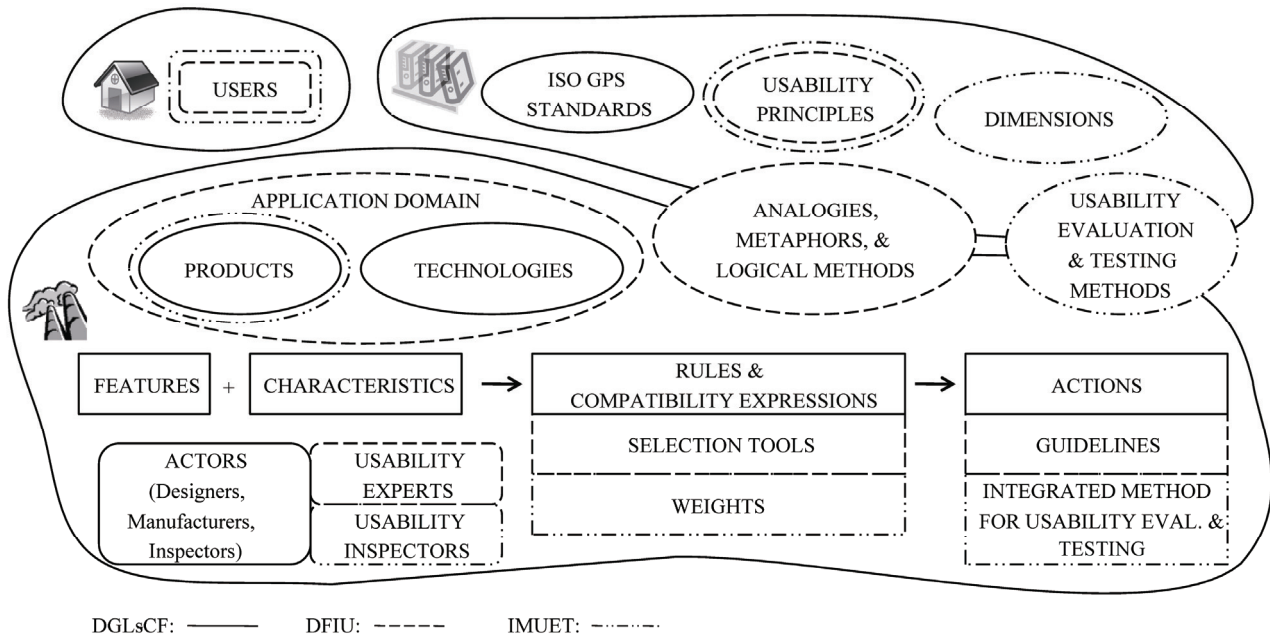 USERS
ISO GPS
STANDARDS
USABILITY
PRINCIPLES
DIMENSIONS
APPLICATION DOMAIN
PRODUCTS
TECHNOLOGIES
ANALOGIES,
METAPHORS, &
LOGICAL METHODS
USABILITY
EVALUATION
& TESTING
METHODS
FEATURES
+
CHARACTERISTICS
RULES &
COMPATIBILITY EXPRESSIONS
ACTIONS
SELECTION TOOLS
GUIDELINES
WEIGHTS
INTEGRATED METHOD
FOR USABILITY EVAL. &
TESTING
ACTORS
(Designers,
Manufacturers,
Inspectors)
USABILITY
EXPERTS
USABILITY
INSPECTORS
DGLsCF: DFIU: IMUET: